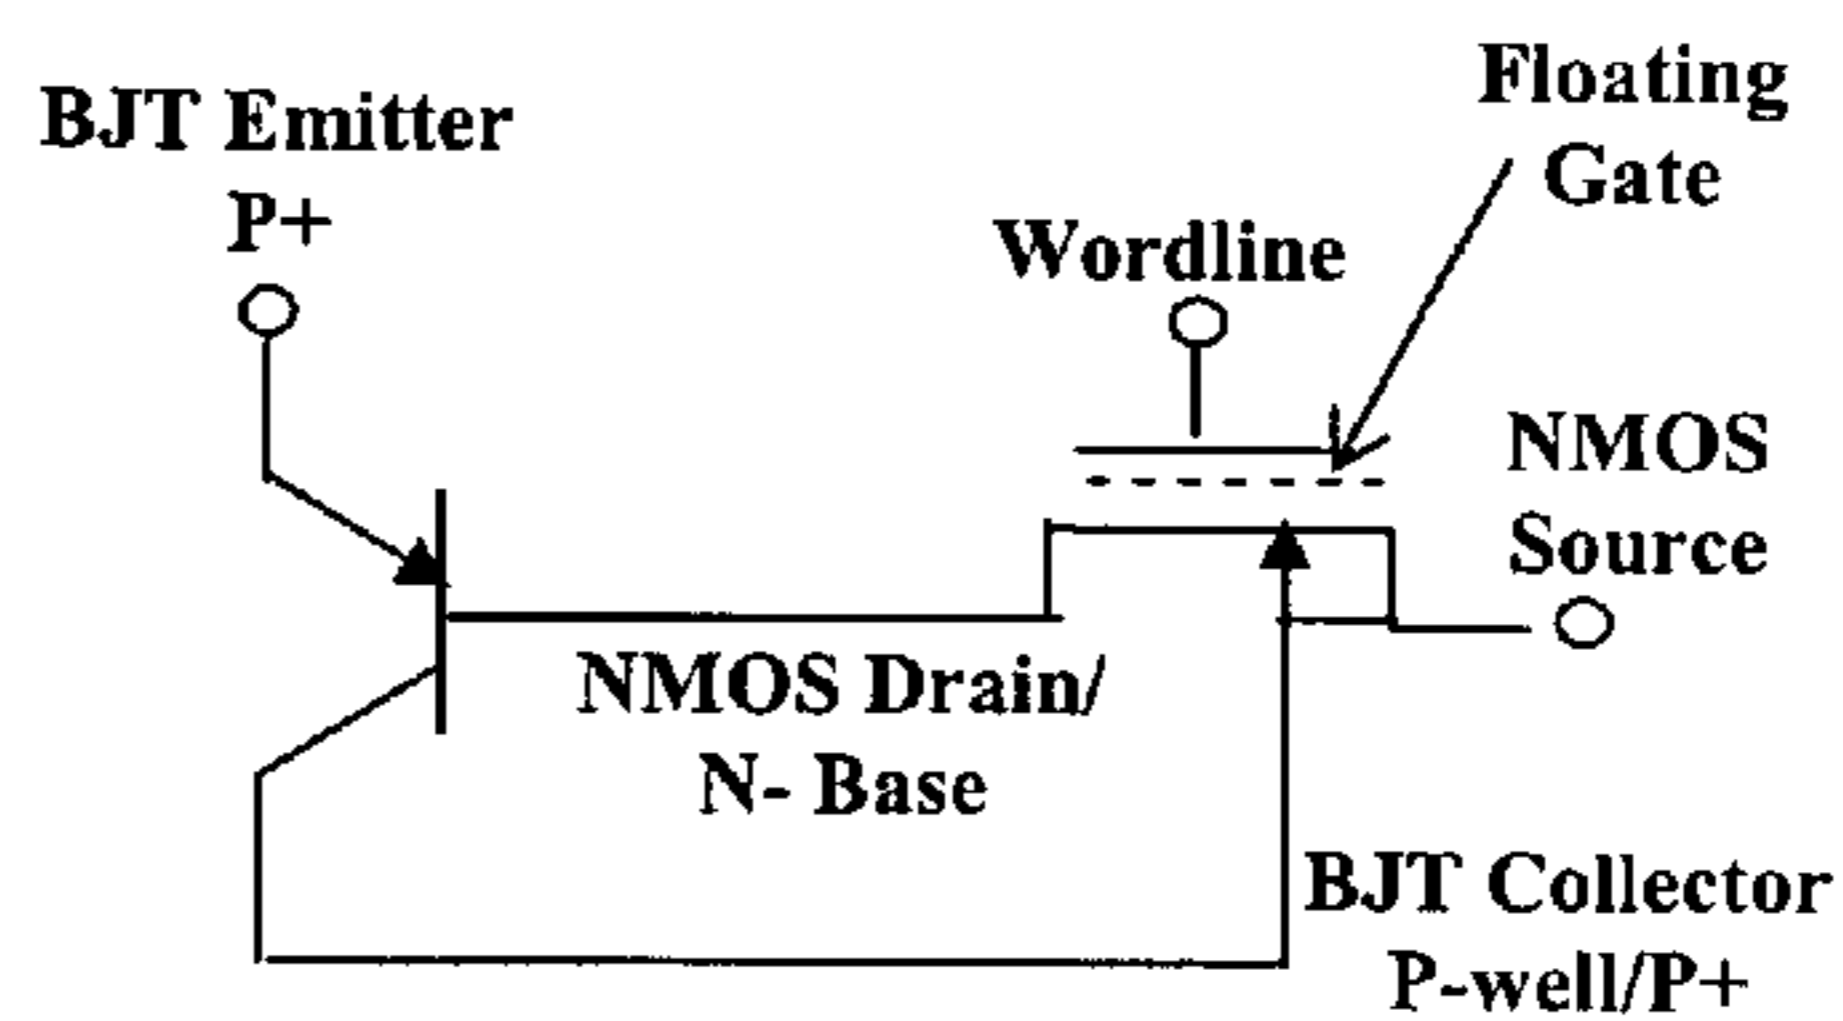 BJT Emitter
P+
Floating
Gate
Wordline
NMOS
Source
NMOS Drain/
N- Base
BJT Collector
P-well/P+